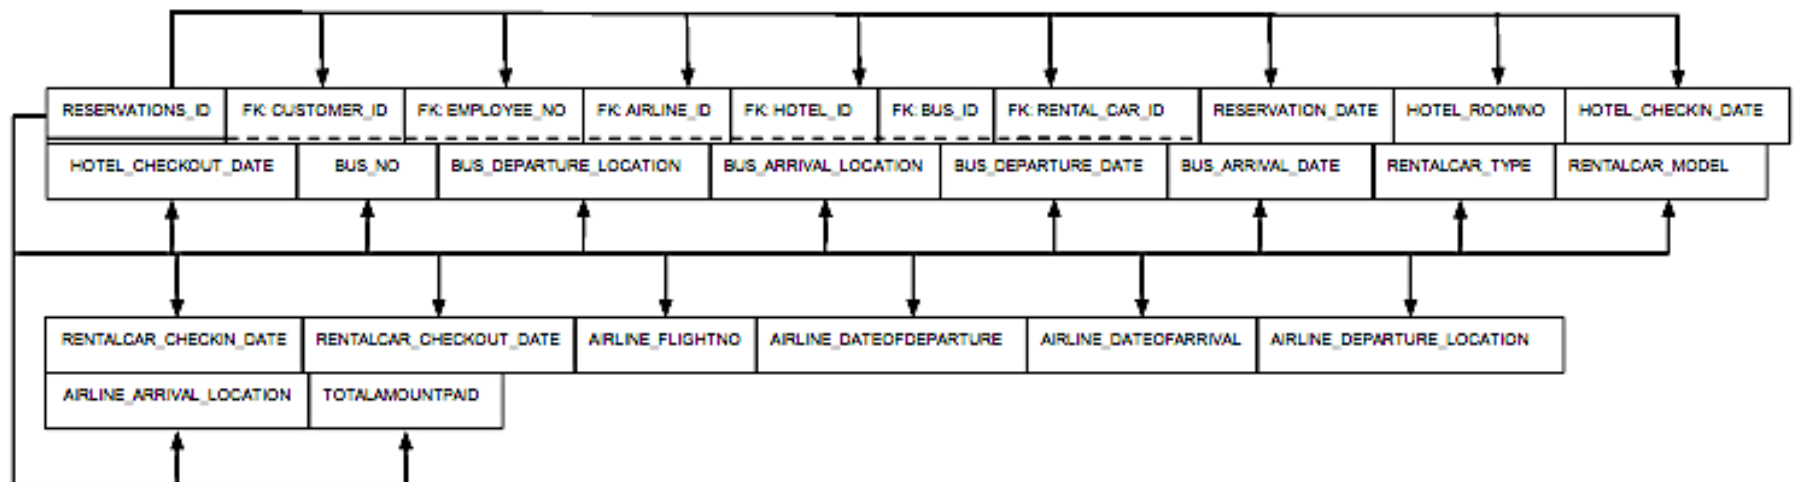 RESERVATIONS_ID FK: CUSTOMER_ID FK: EMPLOYEE_NO FK: AIRLINE_ID FK: HOTEL_ID FK: BUS_ID FK: RENTAL_CAR_ID RESERVATION_DATE HOTEL_ROOMNO HOTEL_CHECKIN_DATE
HOTEL_CHECKOUT_DATE BUS_NO BUS_DEPARTURE_LOCATION BUS_ARRIVAL_LOCATION BUS_DEPARTURE_DATE BUS_ARRIVAL_DATE RENTALCAR_TYPE RENTALCAR_MODEL
RENTALCAR_CHECKIN_DATE RENTALCAR_CHECKOUT_DATE AIRLINE_FLIGHTNO AIRLINE_DATEOFDEPARTURE AIRLINE_DATEOFARRIVAL AIRLINE_DEPARTURE_LOCATION
AIRLINE_ARRIVAL_LOCATION TOTALAMOUNTPAID